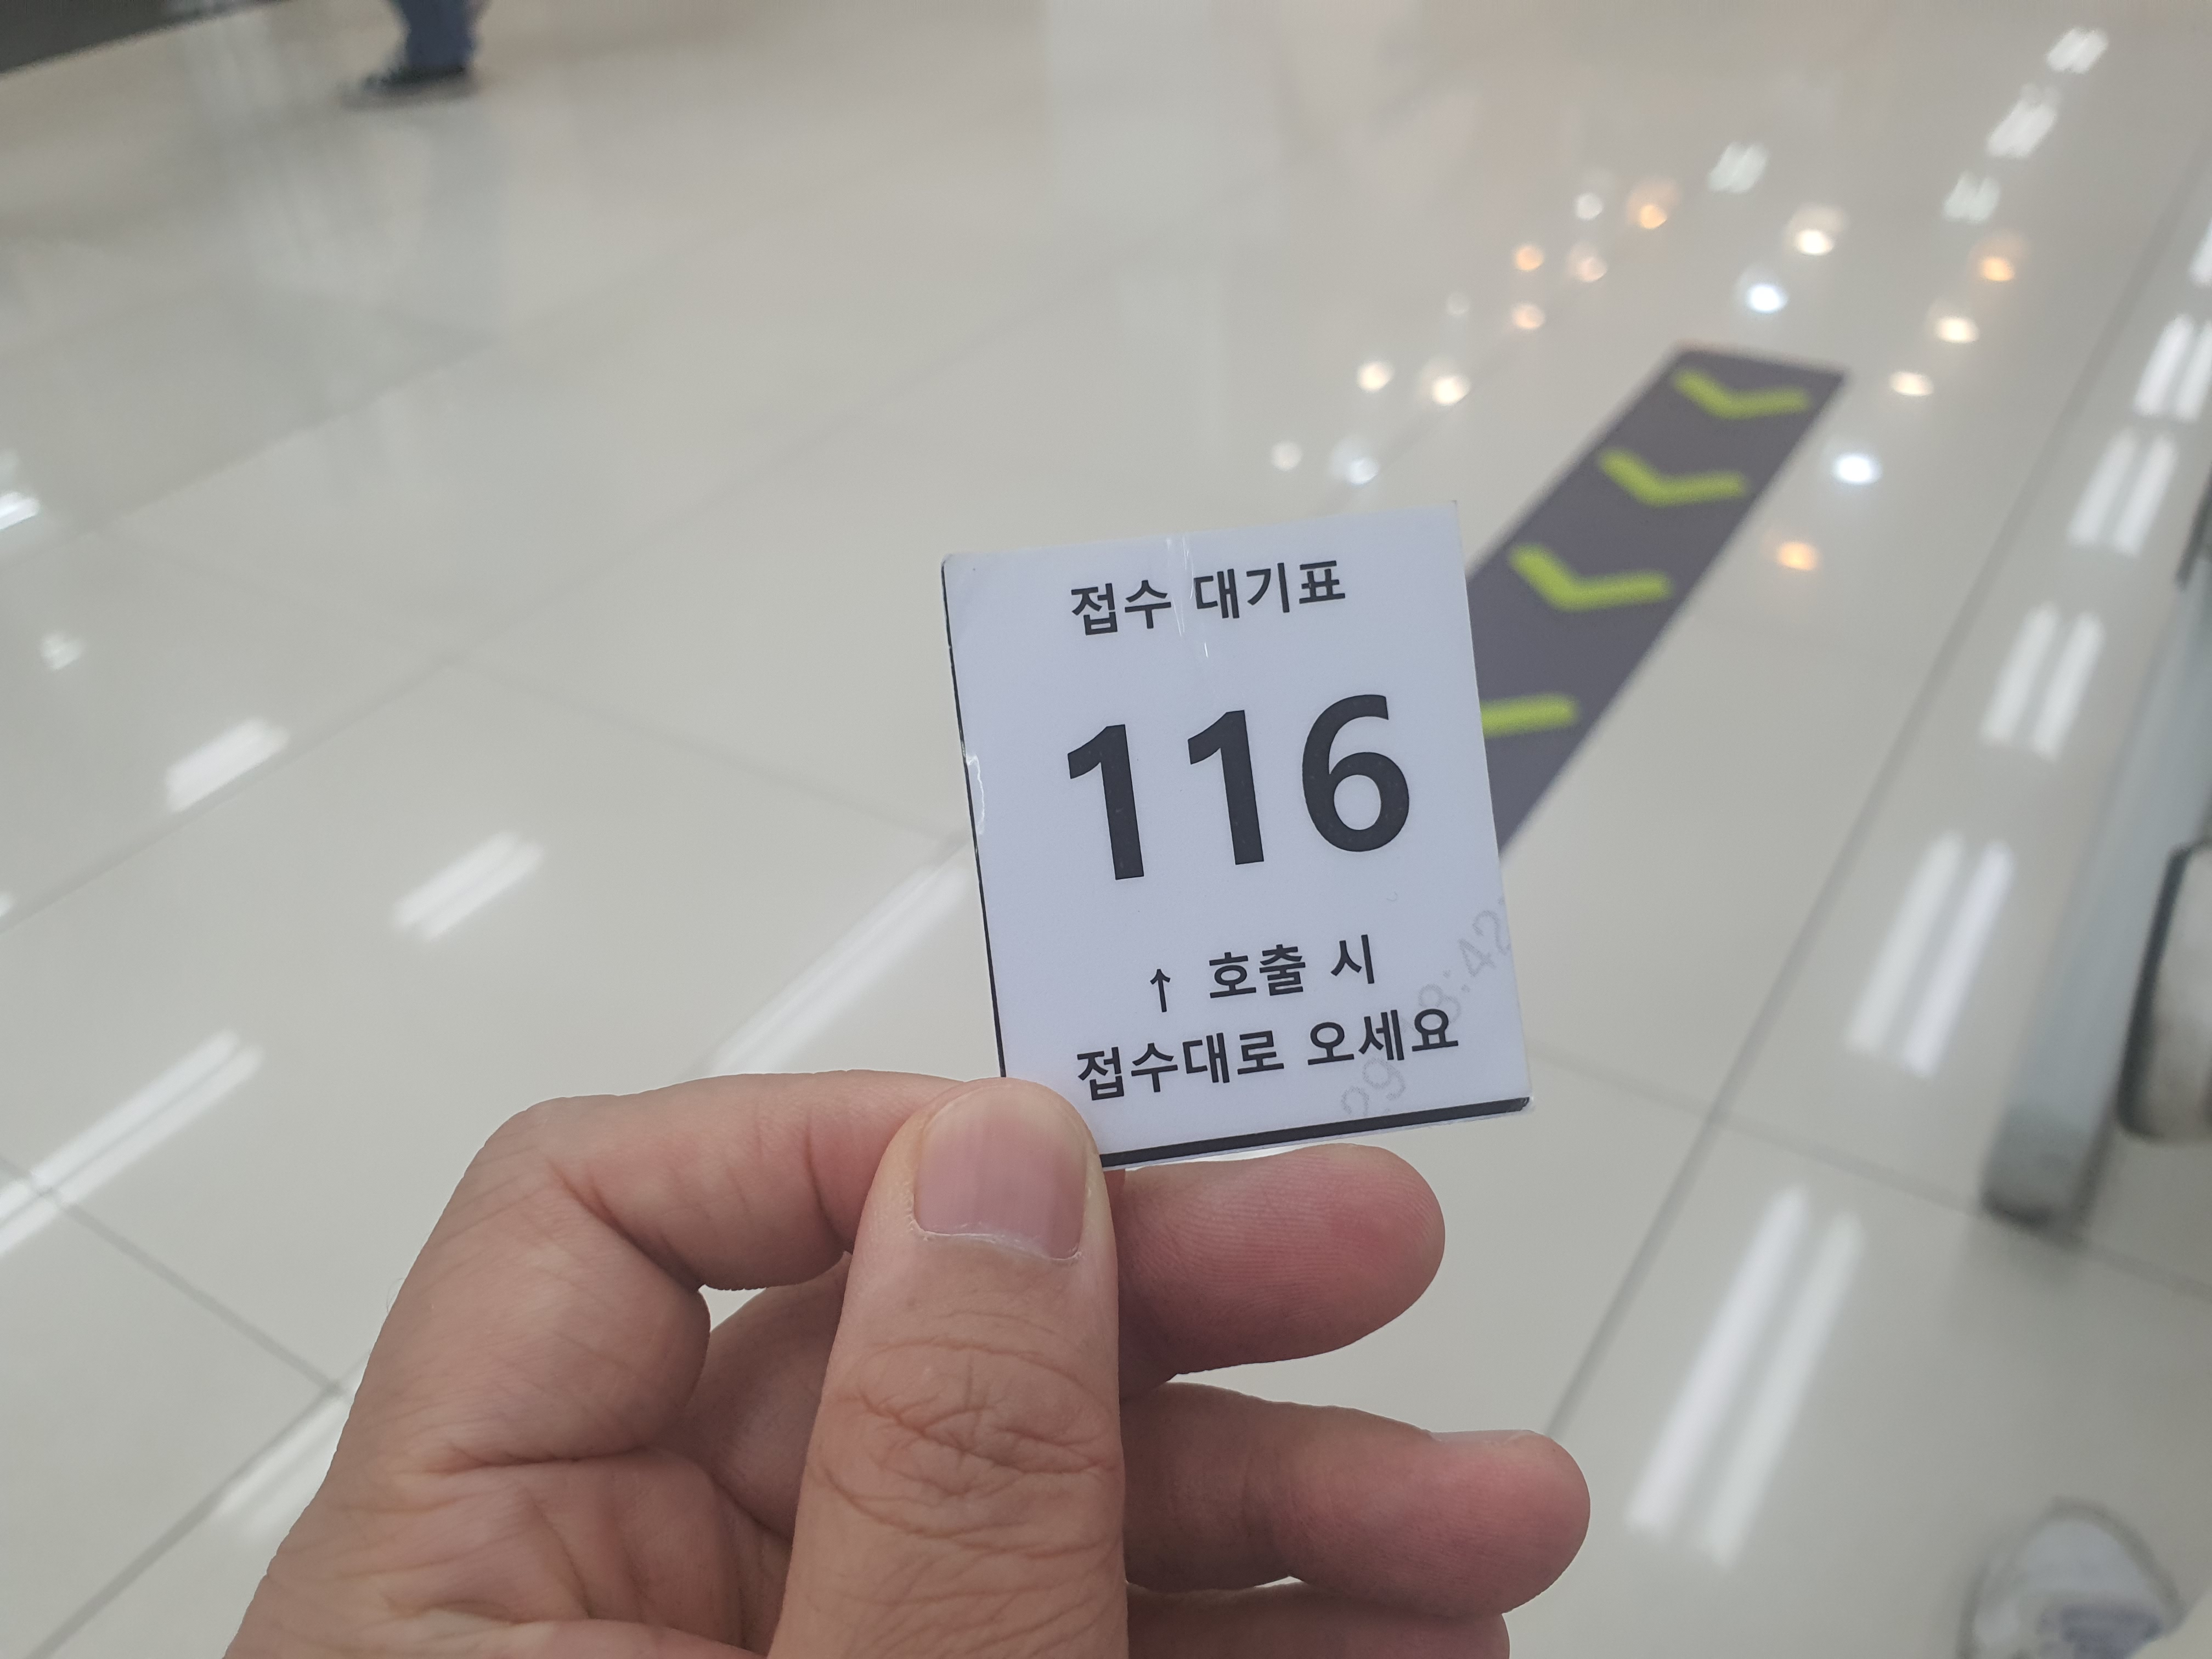 접수 대기표
116
↑ 호출 시
접수대로 오세요